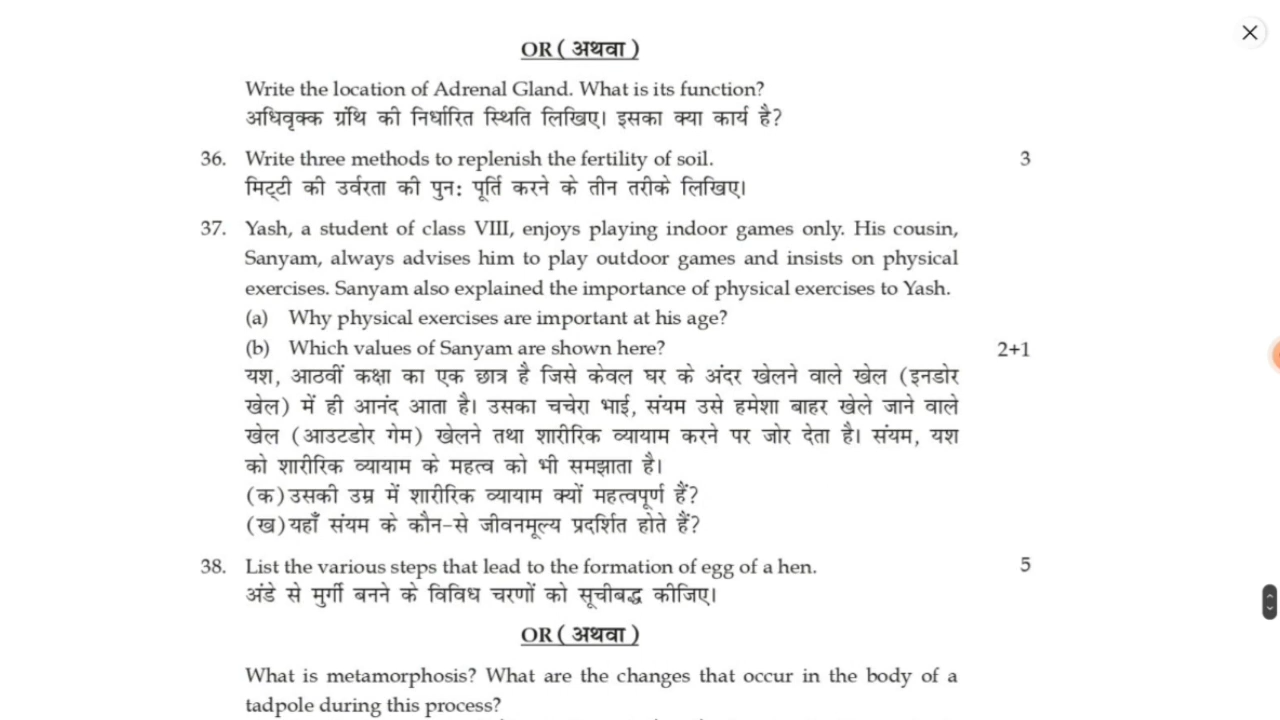 OR ( अथवा )
Write the location of Adrenal Gland. What is its function?
अधिवृक्क ग्रंथि की निर्धारित स्थिति लिखिए। इसका क्या कार्य है?
36. Write three methods to replenish the fertility of soil. 3
मिट्टी की उर्वरता की पुन: पूर्ति करने के तीन तरीके लिखिए।
37. Yash, a student of class VIII, enjoys playing indoor games only. His cousin,
Sanyam, always advises him to play outdoor games and insists on physical
exercises. Sanyam also explained the importance of physical exercises to Yash.
(a) Why physical exercises are important at his age?
(b) Which values of Sanyam are shown here? 2+1
यश, आठवीं कक्षा का एक छात्र है जिसे केवल घर के अंदर खेलने वाले खेल (इनडोर
खेल) में ही आनंद आता है। उसका चचेरा भाई, संयम उसे हमेशा बाहर खेले जाने वाले
खेल (आउटडोर गेम) खेलने तथा शारीरिक व्यायाम करने पर जोर देता है। संयम, यश
को शारीरिक व्यायाम के महत्व को भी समझाता है।
(क) उसकी उम्र में शारीरिक व्यायाम क्यों महत्वपूर्ण हैं?
(ख) यहाँ संयम के कौन-से जीवनमूल्य प्रदर्शित होते हैं?
38. List the various steps that lead to the formation of egg of a hen. 5
अंडे से मुर्गी बनने के विविध चरणों को सूचीबद्ध कीजिए।
OR ( अथवा )
What is metamorphosis? What are the changes that occur in the body of a
tadpole during this process?